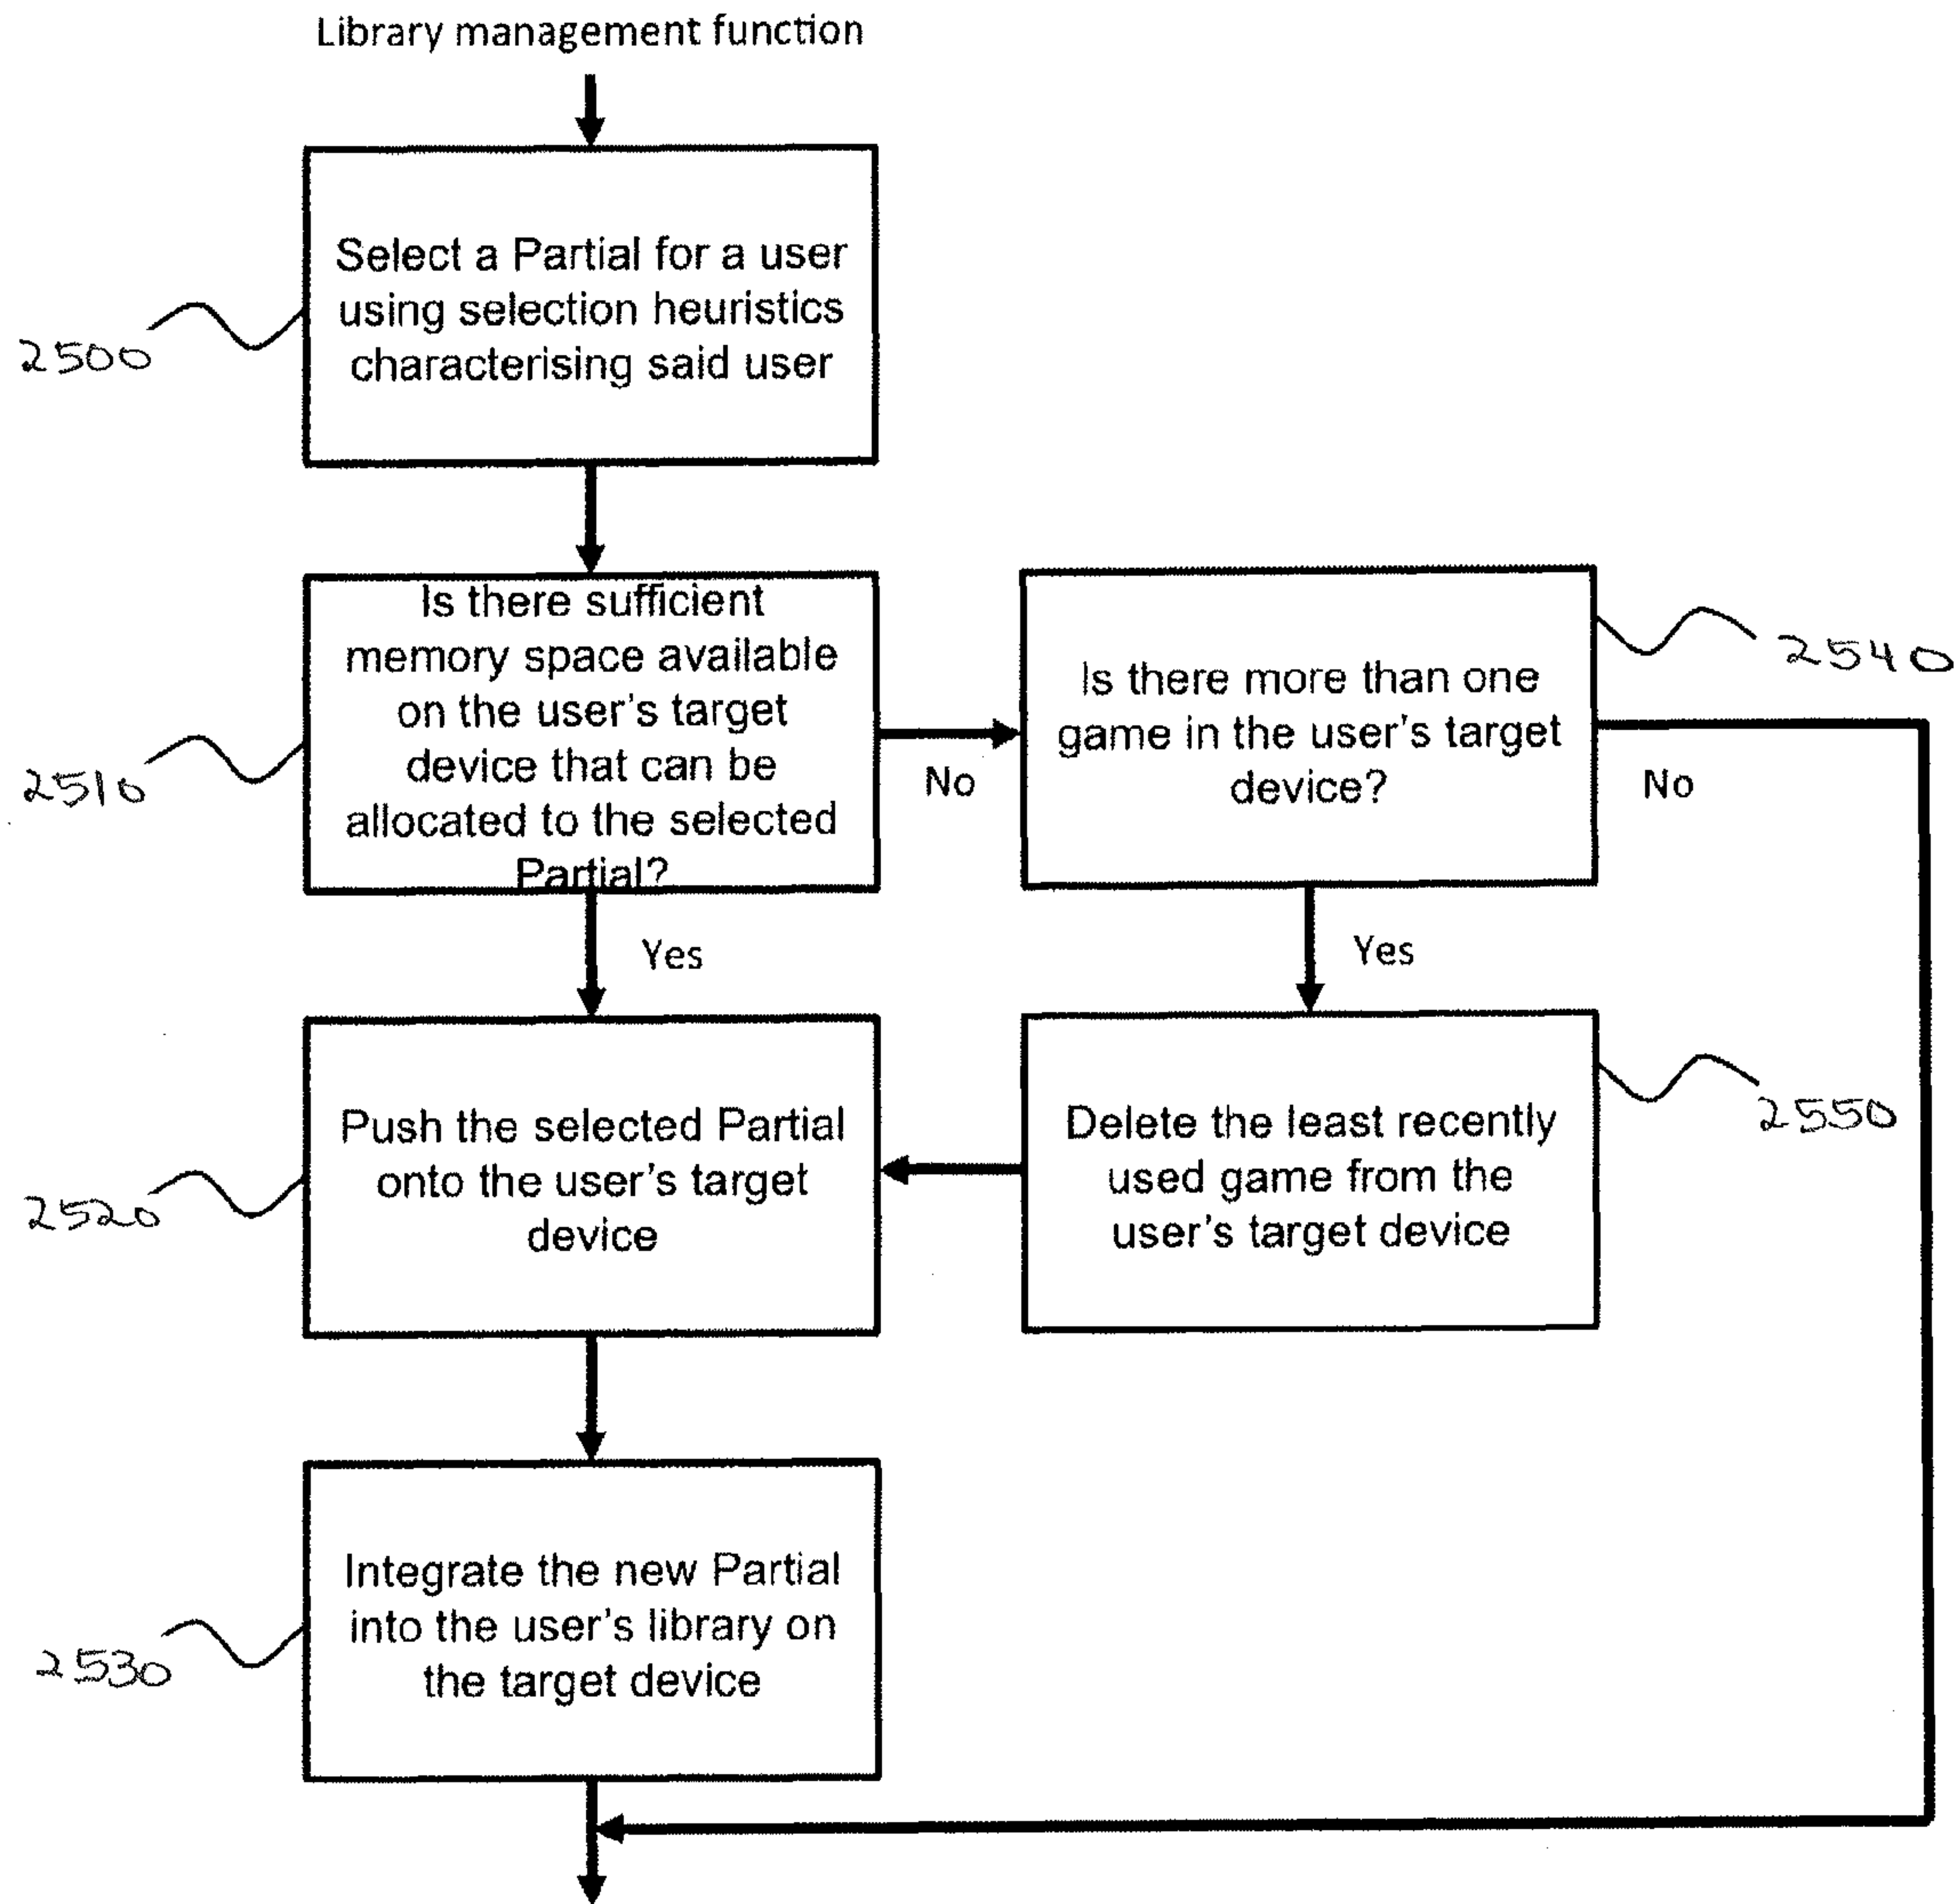 Library management function
Select a Partial for a user
using selection heuristics
characterising said user
2500
Is there sufficient
memory space available
on the user's target
device that can be
allocated to the selected
Partial?
2510
No
Is there more than one
game in the user's target
device?
2540
No
Yes
Yes
Push the selected Partial
onto the user's target
device
2520
Delete the least recently
used game from the
user's target device
2550
Integrate the new Partial
into the user's library on
the target device
2530